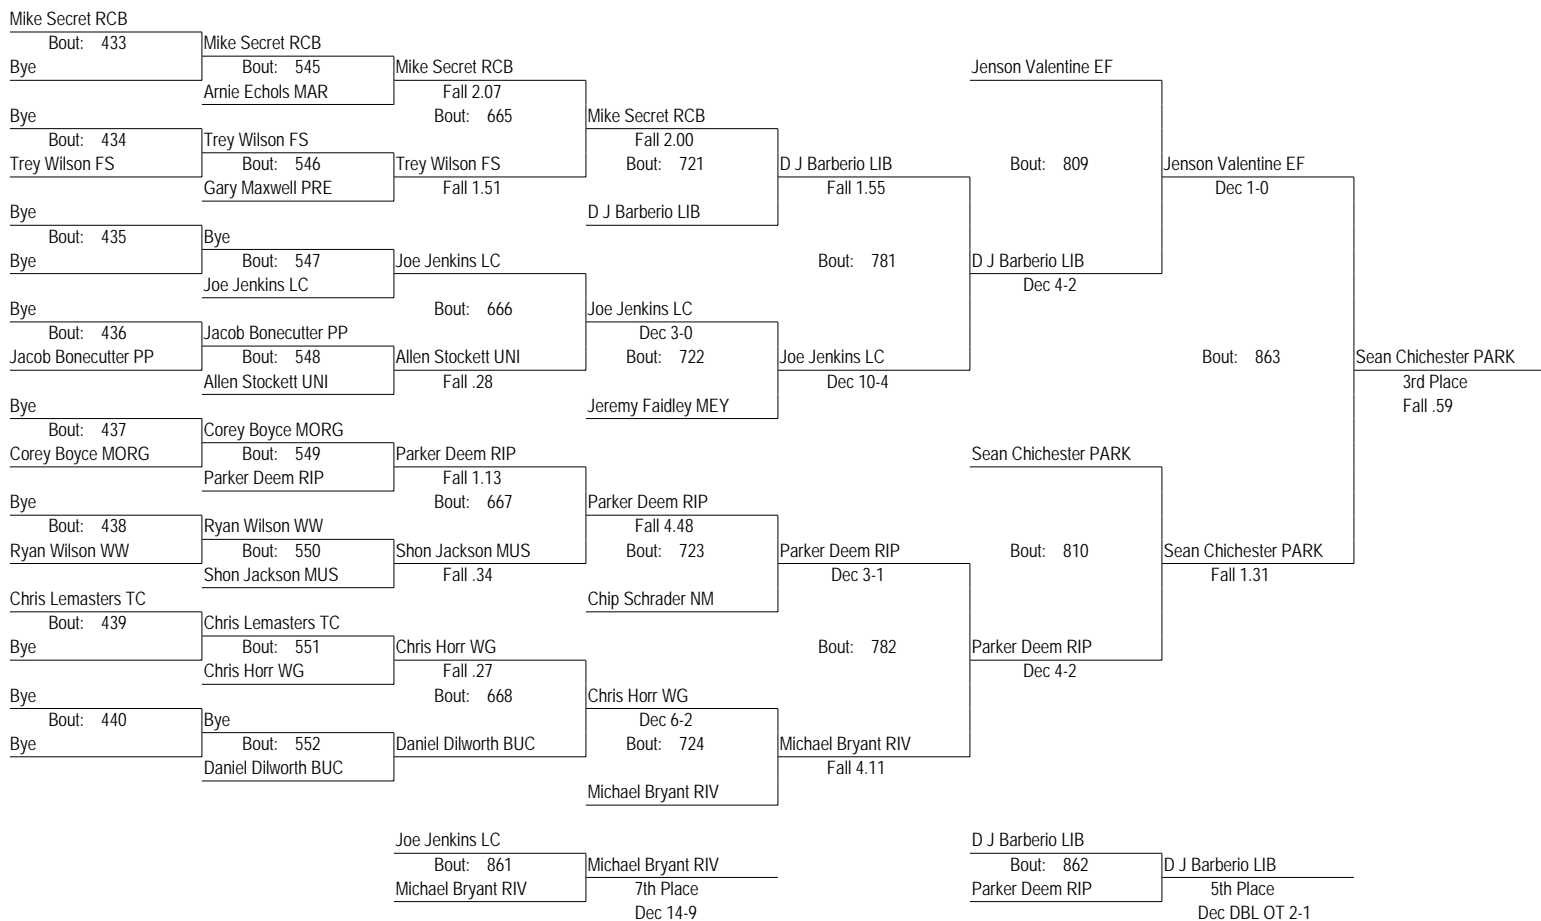 Mike Secret RCB
Bout: 433
Bye
Bye
Bout: 434
Trey Wilson FS
Bye
Bout: 435
Bye
Bye
Bout: 436
Jacob Bonecutter PP
Bye
Bout: 437
Corey Boyce MORG
Bye
Bout: 438
Ryan Wilson WW
Chris Lemasters TC
Bout: 439
Bye
Bye
Bout: 440
Bye
Mike Secret RCB
Bout: 545
Arnie Echols MAR
Trey Wilson FS
Bout: 546
Gary Maxwell PRE
Bye
Bout: 547
Joe Jenkins LC
Jacob Bonecutter PP
Bout: 548
Allen Stockett UNI
Corey Boyce MORG
Bout: 549
Parker Deem RIP
Ryan Wilson WW
Bout: 550
Shon Jackson MUS
Chris Lemasters TC
Bout: 551
Chris Horr WG
Bye
Bout: 552
Daniel Dilworth BUC
Mike Secret RCB
Fall 2.07
Bout: 665
Trey Wilson FS
Fall 1.51
Joe Jenkins LC
Bout: 666
Allen Stockett UNI
Fall .28
Parker Deem RIP
Fall 1.13
Bout: 667
Shon Jackson MUS
Fall .34
Chris Horr WG
Fall .27
Bout: 668
Daniel Dilworth BUC
Mike Secret RCB
Fall 2.00
Bout: 721
D J Barberio LIB
Joe Jenkins LC
Dec 3-0
Bout: 722
Jeremy Faidley MEY
Parker Deem RIP
Fall 4.48
Bout: 723
Chip Schrader NM
Chris Horr WG
Dec 6-2
Bout: 724
Michael Bryant RIV
D J Barberio LIB
Fall 1.55
Bout: 781
Joe Jenkins LC
Dec 10-4
Parker Deem RIP
Dec 3-1
Bout: 782
Michael Bryant RIV
Fall 4.11
Jenson Valentine EF
Bout: 809
D J Barberio LIB
Dec 4-2
Sean Chichester PARK
Bout: 810
Parker Deem RIP
Dec 4-2
Jenson Valentine EF
Dec 1-0
Bout: 863
Sean Chichester PARK
Fall 1.31
Sean Chichester PARK
3rd Place
Fall .59
Joe Jenkins LC
Bout: 861
Michael Bryant RIV
Michael Bryant RIV
7th Place
Dec 14-9
D J Barberio LIB
Bout: 862
Parker Deem RIP
D J Barberio LIB
5th Place
Dec DBL OT 2-1